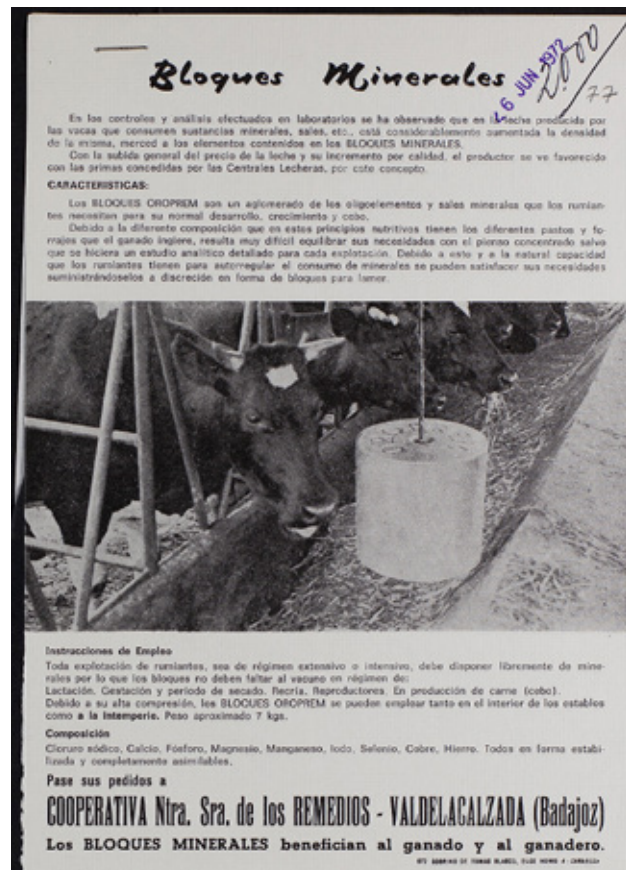 Bloques Minerales
26 JUN 1972
2.000
77
En los controles y análisis efectuados en laboratorios se ha observado que en la leche producida por
las vacas que consumen sustancias minerales, sales, etc., está considerablemente aumentada la densidad
de la misma, merced a los elementos contenidos en los BLOQUES MINERALES.
Con la subida general del precio de la leche y su incremento por calidad, el productor se ve favorecido
con las primas concedidas por las Centrales Lecheras, por este concepto.
CARACTERISTICAS:
Los BLOQUES OROPREM son un aglomerado de los oligoelementos y sales minerales que los rumian-
tes necesitan para su normal desarrollo, crecimiento y cebo.
Debido a la diferente composición que en estos principios nutritivos tienen los diferentes pastos y fo-
rrajes que el ganado ingiere, resulta muy difícil equilibrar sus necesidades con el pienso concentrado salvo
que se hiciera un estudio analítico detallado para cada explotación. Debido a esto y a la natural capacidad
que los rumiantes tienen para autorregular el consumo de minerales se pueden satisfacer sus necesidades
suministrándoselos a discreción en forma de bloques para lamer.
Instrucciones de Empleo
Toda explotación de rumiantes, sea de régimen extensivo o intensivo, debe disponer libremente de mine-
rales por lo que los bloques no deben faltar al vacuno en régimen de:
Lactación. Gestación y período de secado. Recría. Reproductores. En producción de carne (cebo).
Debido a su alta compresión, los BLOQUES OROPREM se pueden emplear tanto en el interior de los establos
como a la intemperie. Peso aproximado 7 kgs.
Composición
Cloruro sódico, Calcio, Fósforo, Magnesio, Manganeso, Iodo, Selenio, Cobre, Hierro. Todos en forma estabi-
lizada y completamente asimilables.
Pase sus pedidos a
COOPERATIVA Ntra. Sra. de los REMEDIOS - VALDELACALZADA (Badajoz)
Los BLOQUES MINERALES benefician al ganado y al ganadero.